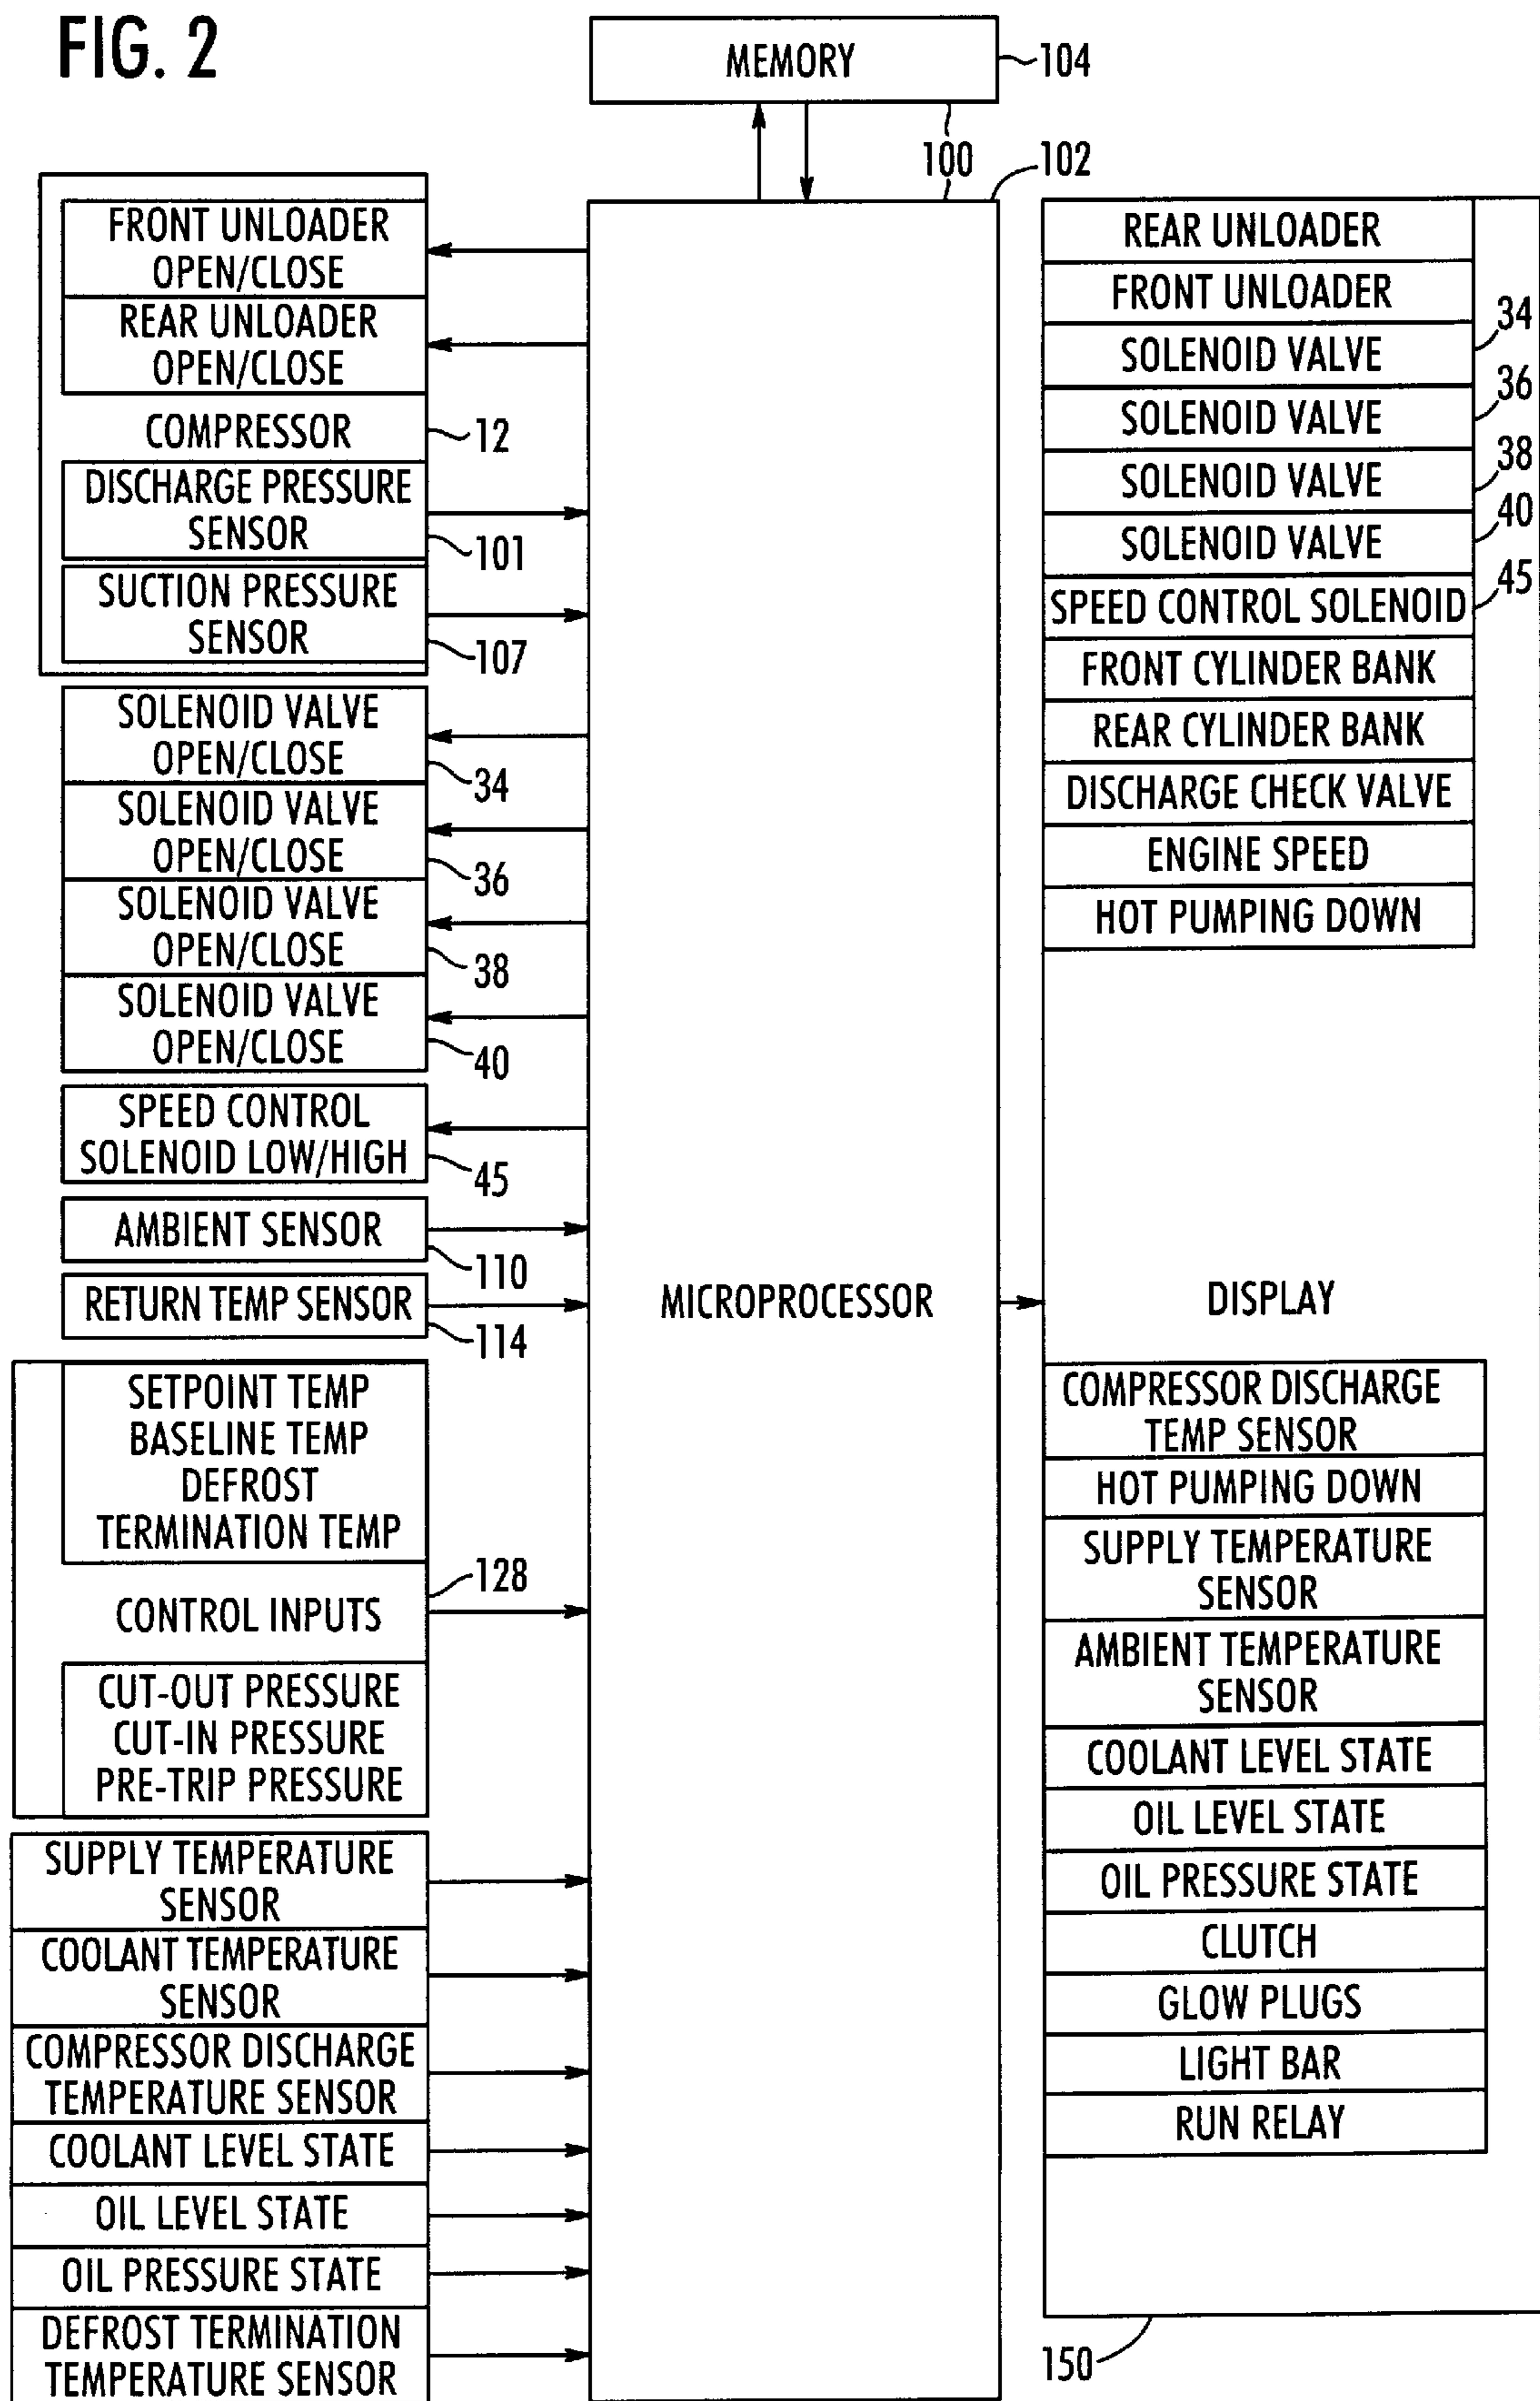 FIG. 2
MEMORY
104
100
102
FRONT UNLOADER
OPEN/CLOSE
REAR UNLOADER
OPEN/CLOSE
COMPRESSOR
12
DISCHARGE PRESSURE
SENSOR
101
SUCTION PRESSURE
SENSOR
107
SOLENOID VALVE
OPEN/CLOSE
34
SOLENOID VALVE
OPEN/CLOSE
36
SOLENOID VALVE
OPEN/CLOSE
38
SOLENOID VALVE
OPEN/CLOSE
40
SPEED CONTROL
SOLENOID LOW/HIGH
45
AMBIENT SENSOR
110
RETURN TEMP SENSOR
114
SETPOINT TEMP
BASELINE TEMP
DEFROST
TERMINATION TEMP
128
CONTROL INPUTS
CUT-OUT PRESSURE
CUT-IN PRESSURE
PRE-TRIP PRESSURE
SUPPLY TEMPERATURE
SENSOR
COOLANT TEMPERATURE
SENSOR
COMPRESSOR DISCHARGE
TEMPERATURE SENSOR
COOLANT LEVEL STATE
OIL LEVEL STATE
OIL PRESSURE STATE
DEFROST TERMINATION
TEMPERATURE SENSOR
MICROPROCESSOR
REAR UNLOADER
FRONT UNLOADER
SOLENOID VALVE
34
SOLENOID VALVE
36
SOLENOID VALVE
38
SOLENOID VALVE
40
SPEED CONTROL SOLENOID
45
FRONT CYLINDER BANK
REAR CYLINDER BANK
DISCHARGE CHECK VALVE
ENGINE SPEED
HOT PUMPING DOWN
DISPLAY
COMPRESSOR DISCHARGE
TEMP SENSOR
HOT PUMPING DOWN
SUPPLY TEMPERATURE
SENSOR
AMBIENT TEMPERATURE
SENSOR
COOLANT LEVEL STATE
OIL LEVEL STATE
OIL PRESSURE STATE
CLUTCH
GLOW PLUGS
LIGHT BAR
RUN RELAY
150